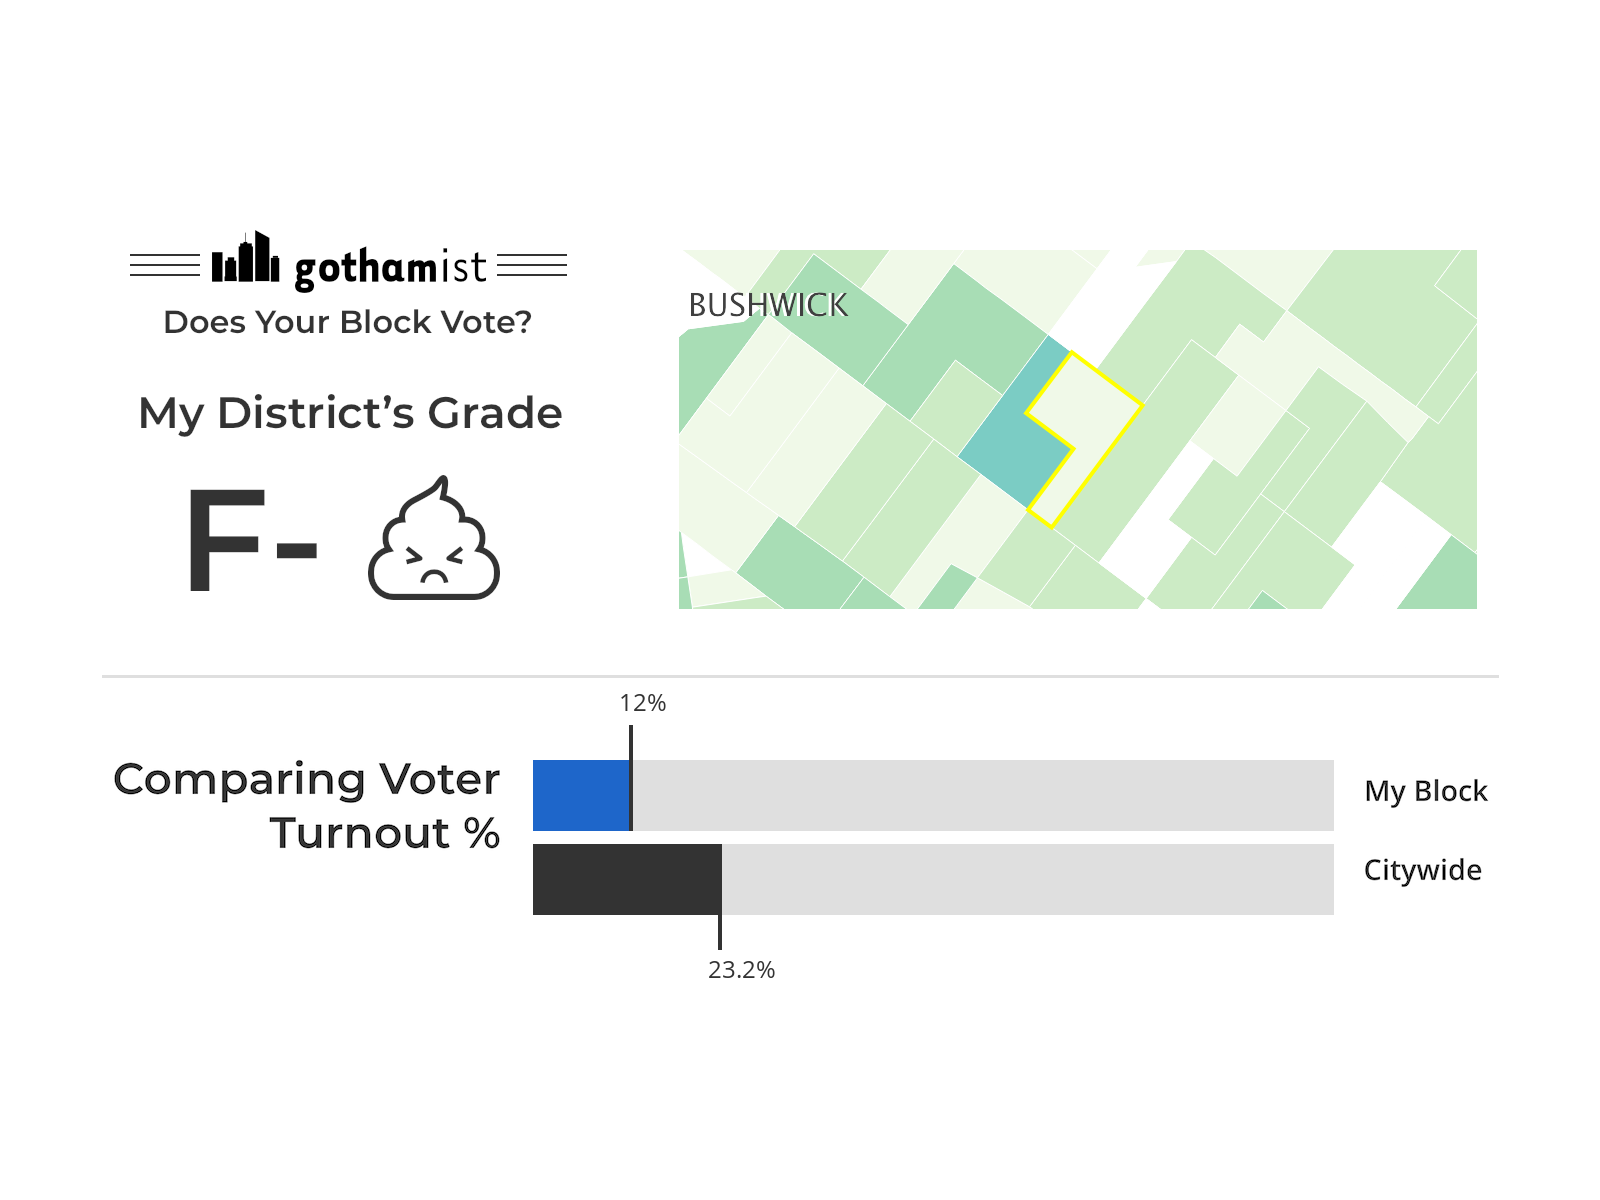 gothamist
Does Your Block Vote?
My District’s Grade
F-
BUSHWICK
12%
Comparing Voter
Turnout %
My Block
Citywide
23.2%